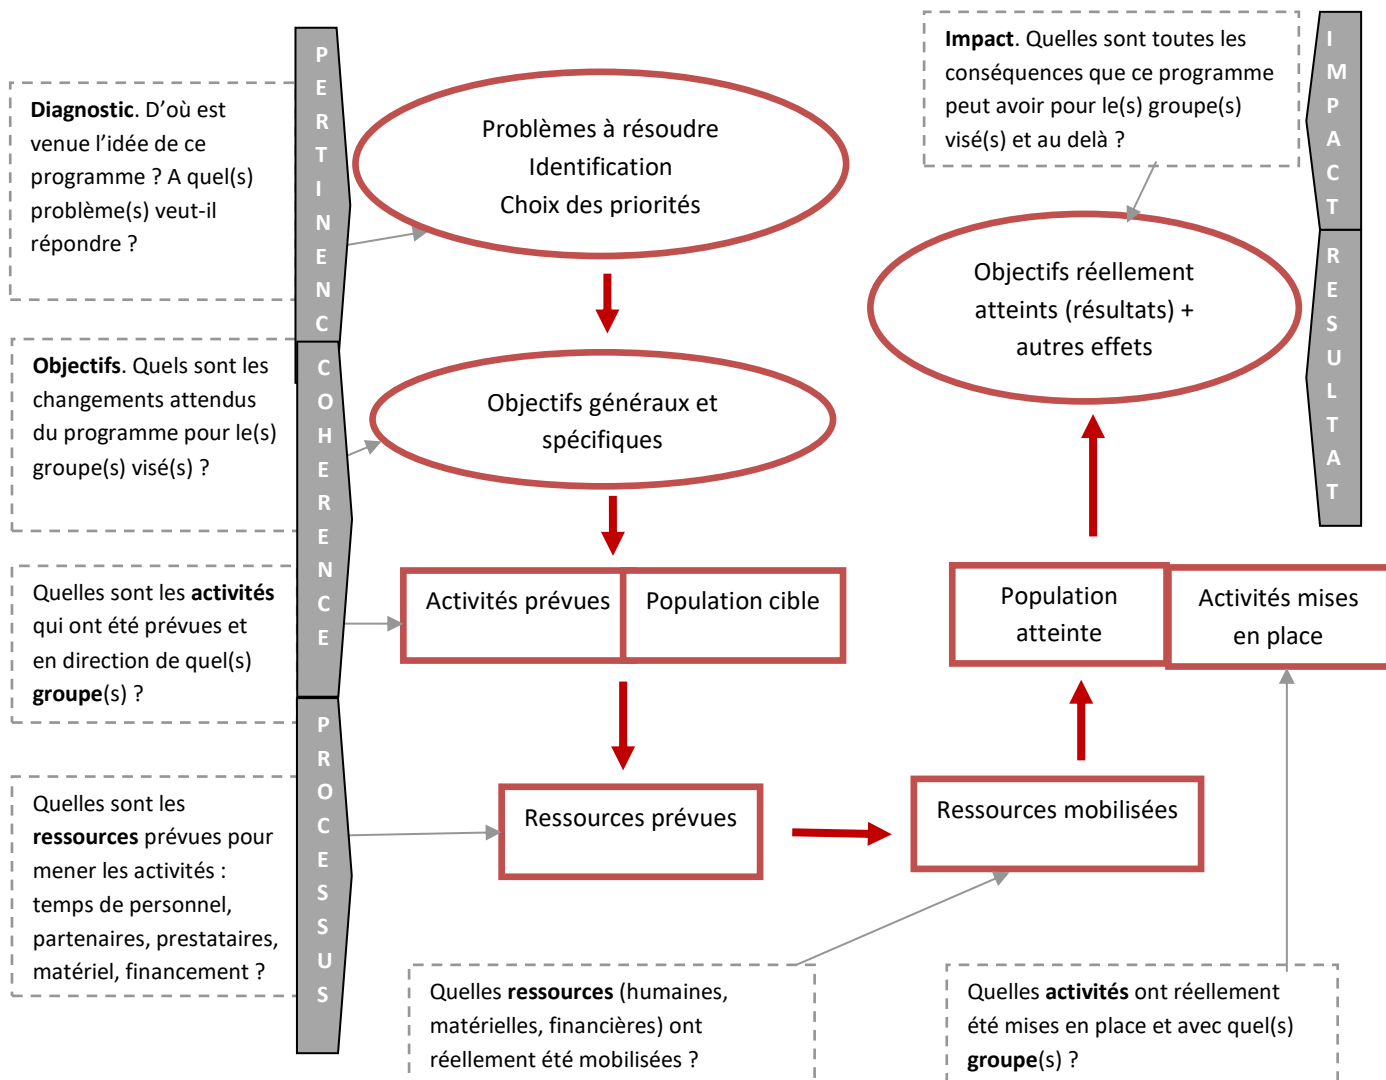 PERTINENC
Diagnostic. D'où est
venue l'idée de ce
programme ? A quel(s)
problème(s) veut-il
répondre ?
Problèmes à résoudre
Identification
Choix des priorités
Impact. Quelles sont toutes les
conséquences que ce programme
peut avoir pour le(s) groupe(s)
visé(s) et au delà ?
IMPACT
RESULTAT
Objectifs réellement
atteints (résultats) +
autres effets
COHERENCE
Objectifs. Quels sont les
changements attendus
du programme pour le(s)
groupe(s) visé(s) ?
Objectifs généraux et
spécifiques
Quelles sont les activités
qui ont été prévues et
en direction de quel(s)
groupe(s) ?
Activités prévues
Population cible
Population
atteinte
Activités mises
en place
PROCESSUS
Quelles sont les
ressources prévues pour
mener les activités :
temps de personnel,
partenaires, prestataires,
matériel, financement ?
Ressources prévues
Ressources mobilisées
Quelles ressources (humaines,
matérielles, financières) ont
réellement été mobilisées ?
Quelles activités ont réellement
été mises en place et avec quel(s)
groupe(s) ?